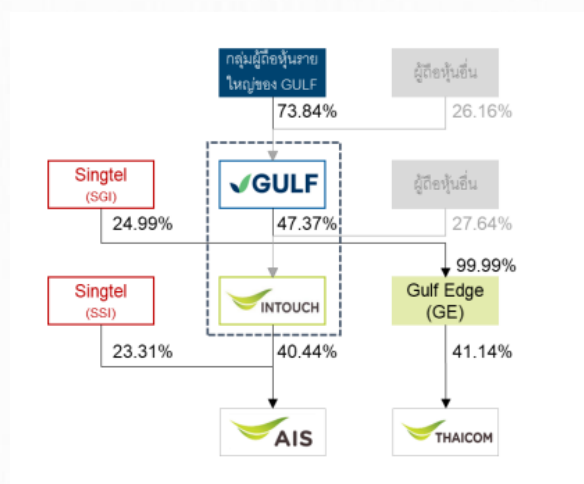 กลุ่มผู้ถือหุ้นราย
ใหญ่ของ GULF
ผู้ถือหุ้นอื่น
73.84%
26.16%
Singtel
(SGI)
GULF
ผู้ถือหุ้นอื่น
24.99%
47.37%
27.64%
99.99%
Singtel
(SSI)
INTOUCH
Gulf Edge
(GE)
23.31%
40.44%
41.14%
AIS
THAICOM